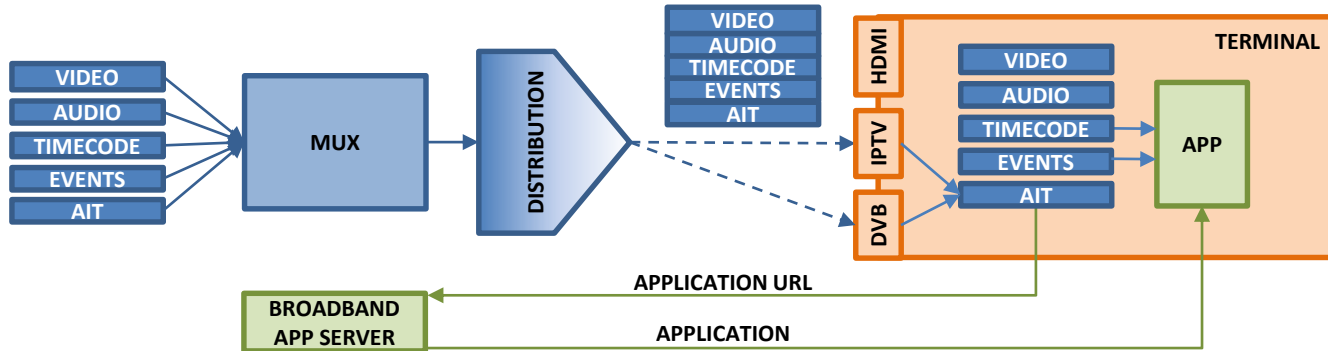 VIDEO
AUDIO
TIMECODE
EVENTS
AIT
MUX
DISTRIBUTION
VIDEO
AUDIO
TIMECODE
EVENTS
AIT
HDMI
IPTV
DVB
TERMINAL
VIDEO
AUDIO
TIMECODE
EVENTS
AIT
APP
APPLICATION URL
BROADBAND
APP SERVER
APPLICATION